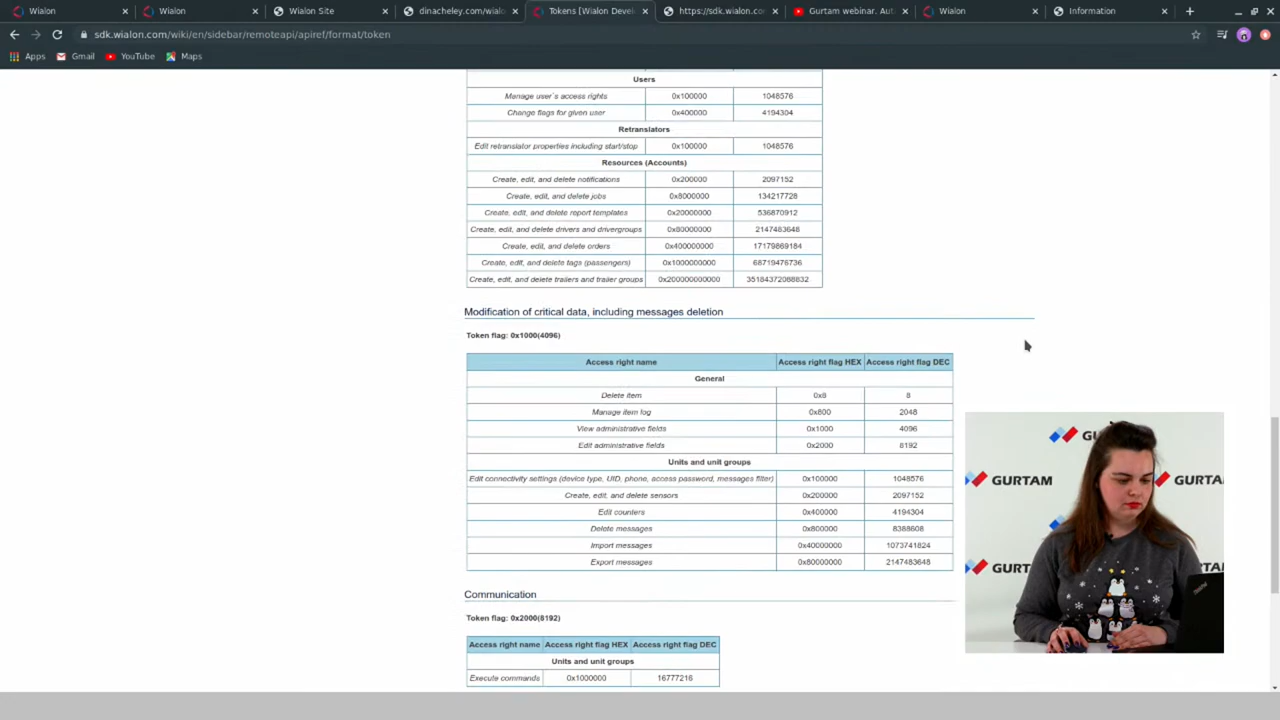 Wialon
Wialon
Wialon Site
dinacheley.com/wialo
Tokens [Wialon Devel
https://sdk.wialon.co
Gurtam webinar. Aut
Wialon
Information
sdk.wialon.com/wiki/en/sidebar/remoteapi/apiref/format/token
Apps Gmail YouTube Maps
Users
Manage user`s access rights 0x100000 1048576
Change flags for given user 0x400000 4194304
Retranslators
Edit retranslator properties including start/stop 0x100000 1048576
Resources (Accounts)
Create, edit, and delete notifications 0x200000 2097152
Create, edit, and delete jobs 0x8000000 134217728
Create, edit, and delete report templates 0x20000000 536870912
Create, edit, and delete drivers and drivergroups 0x80000000 2147483648
Create, edit, and delete orders 0x400000000 17179869184
Create, edit, and delete tags (passengers) 0x1000000000 68719476736
Create, edit, and delete trailers and trailer groups 0x200000000000 35184372088832
Modification of critical data, including messages deletion
Token flag: 0x1000(4096)
Access right name Access right flag HEX Access right flag DEC
General
Delete item 0x8 8
Manage item log 0x800 2048
View administrative fields 0x1000 4096
Edit administrative fields 0x2000 8192
Units and unit groups
Edit connectivity settings (device type, UID, phone, access password, messages filter) 0x100000 1048576
Create, edit, and delete sensors 0x200000 2097152
Edit counters 0x400000 4194304
Delete messages 0x800000 8388608
Import messages 0x40000000 1073741824
Export messages 0x80000000 2147483648
Communication
Token flag: 0x2000(8192)
Access right name Access right flag HEX Access right flag DEC
Units and unit groups
Execute commands 0x1000000 16777216
GURTAM
GURTAM
GURT
GURTAM